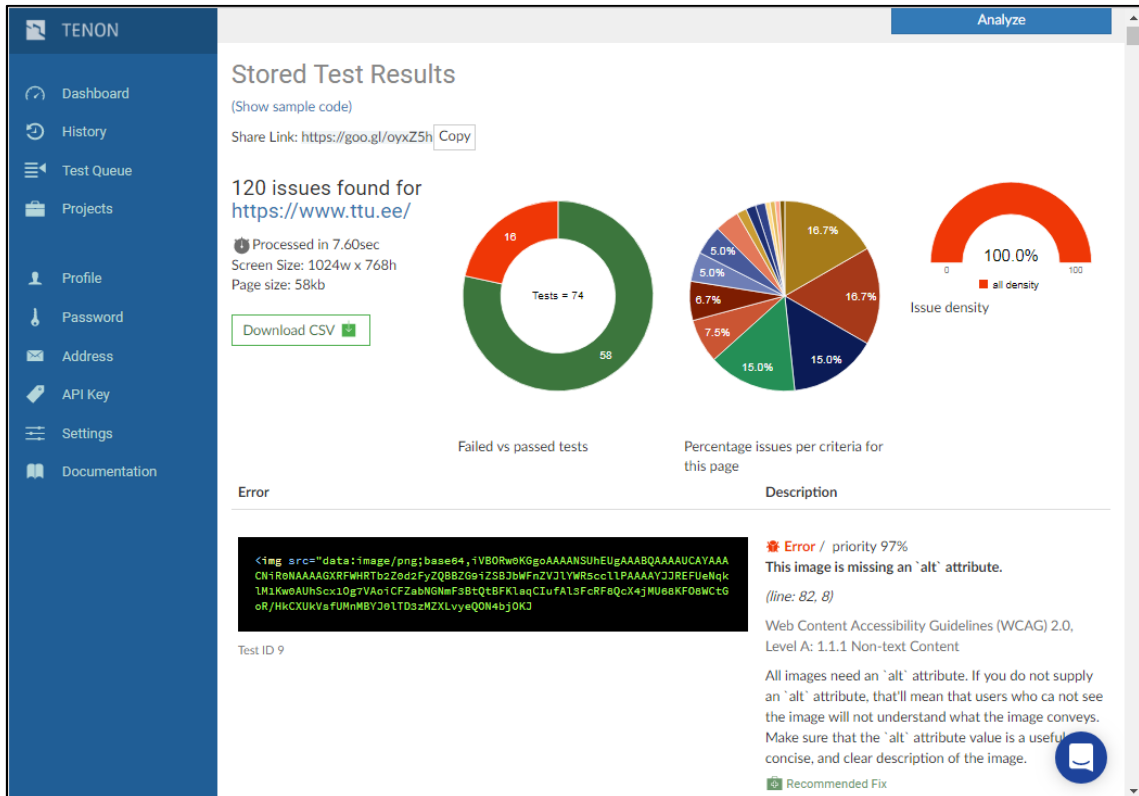 TENON
Analyze
Dashboard
History
Test Queue
Projects
Profile
Password
Address
API Key
Settings
Documentation
Stored Test Results
(Show sample code)
Share Link: https://goo.gl/oyxZ5h Copy
120 issues found for
https://www.ttu.ee/
Processed in 7.60sec
Screen Size: 1024w x 768h
Page size: 58kb
Download CSV
16
Tests = 74
58
Failed vs passed tests
16.7%
16.7%
15.0%
15.0%
7.5%
6.7%
5.0%
5.0%
Percentage issues per criteria for
this page
100.0%
0 100
all density
Issue density
Error
Description
<img src="data:image/png;base64,iVBORw0KGgoAAAANSUhEUgAAABQAAAAUCAYAAA
CNiR0NAAAAGXRFWHRTb2Z0d2FyZQBBZG9iZSBJbWFnZVJlYWR5ccllPAAAAYJJREFUeNqk
Test ID 9
Error / priority 97%
This image is missing an `alt` attribute.
(line: 82, 8)
Web Content Accessibility Guidelines (WCAG) 2.0,
Level A: 1.1.1 Non-text Content
All images need an `alt` attribute. If you do not supply
an `alt` attribute, that'll mean that users who ca not see
the image will not understand what the image conveys.
Make sure that the `alt` attribute value is a useful
concise, and clear description of the image.
Recommended Fix